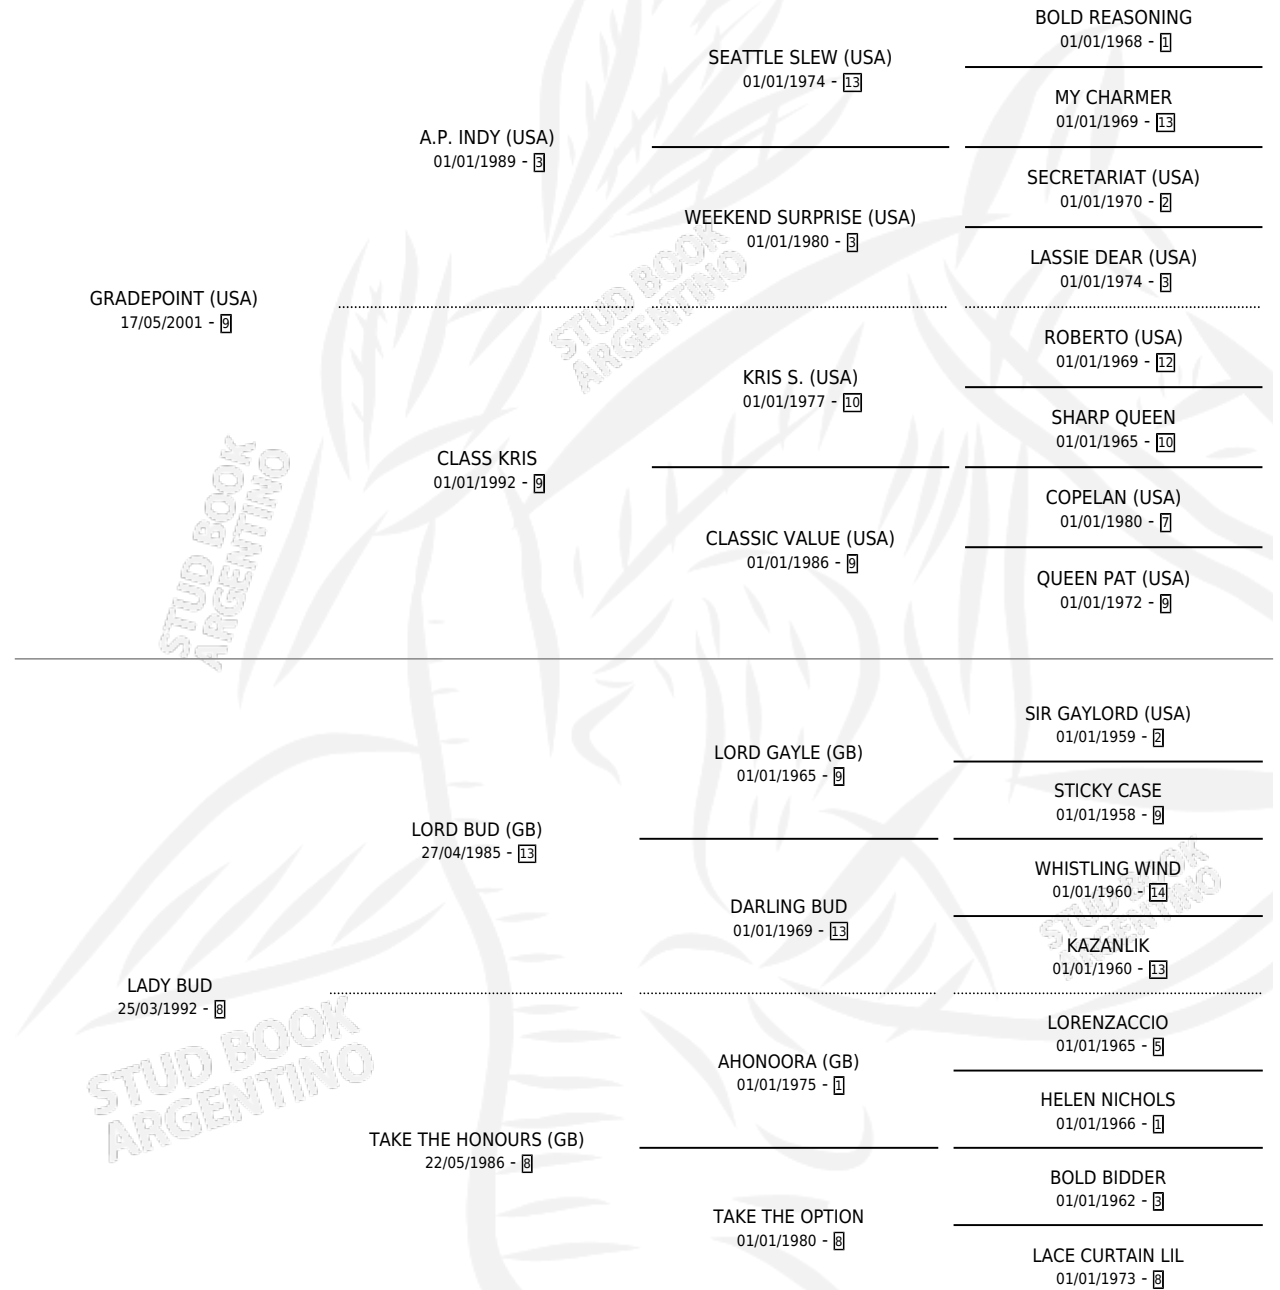 BOLD REASONING
01/01/1968 - 1
SEATTLE SLEW (USA)
01/01/1974 - 13
MY CHARMER
01/01/1969 - 13
A.P. INDY (USA)
01/01/1989 - 3
SECRETARIAT (USA)
01/01/1970 - 2
WEEKEND SURPRISE (USA)
01/01/1980 - 3
LASSIE DEAR (USA)
01/01/1974 - 3
GRADEPOINT (USA)
17/05/2001 - 9
ROBERTO (USA)
01/01/1969 - 12
KRIS S. (USA)
01/01/1977 - 10
SHARP QUEEN
01/01/1965 - 10
CLASS KRIS
01/01/1992 - 9
COPELAN (USA)
01/01/1980 - 7
CLASSIC VALUE (USA)
01/01/1986 - 9
QUEEN PAT (USA)
01/01/1972 - 9
SIR GAYLORD (USA)
01/01/1959 - 2
LORD GAYLE (GB)
01/01/1965 - 9
STICKY CASE
01/01/1958 - 9
LORD BUD (GB)
27/04/1985 - 13
WHISTLING WIND
01/01/1960 - 14
DARLING BUD
01/01/1969 - 13
KAZANLIK
01/01/1960 - 13
LADY BUD
25/03/1992 - 8
LORENZACCIO
01/01/1965 - 5
AHONOORA (GB)
01/01/1975 - 1
HELEN NICHOLS
01/01/1966 - 1
TAKE THE HONOURS (GB)
22/05/1986 - 8
BOLD BIDDER
01/01/1962 - 3
TAKE THE OPTION
01/01/1980 - 8
LACE CURTAIN LIL
01/01/1973 - 8
STUD BOOK
ARGENTINO
STUD BOOK
ARGENTINO
STUD BOOK
ARGENTINO
STUD BOOK
ARGENTINO